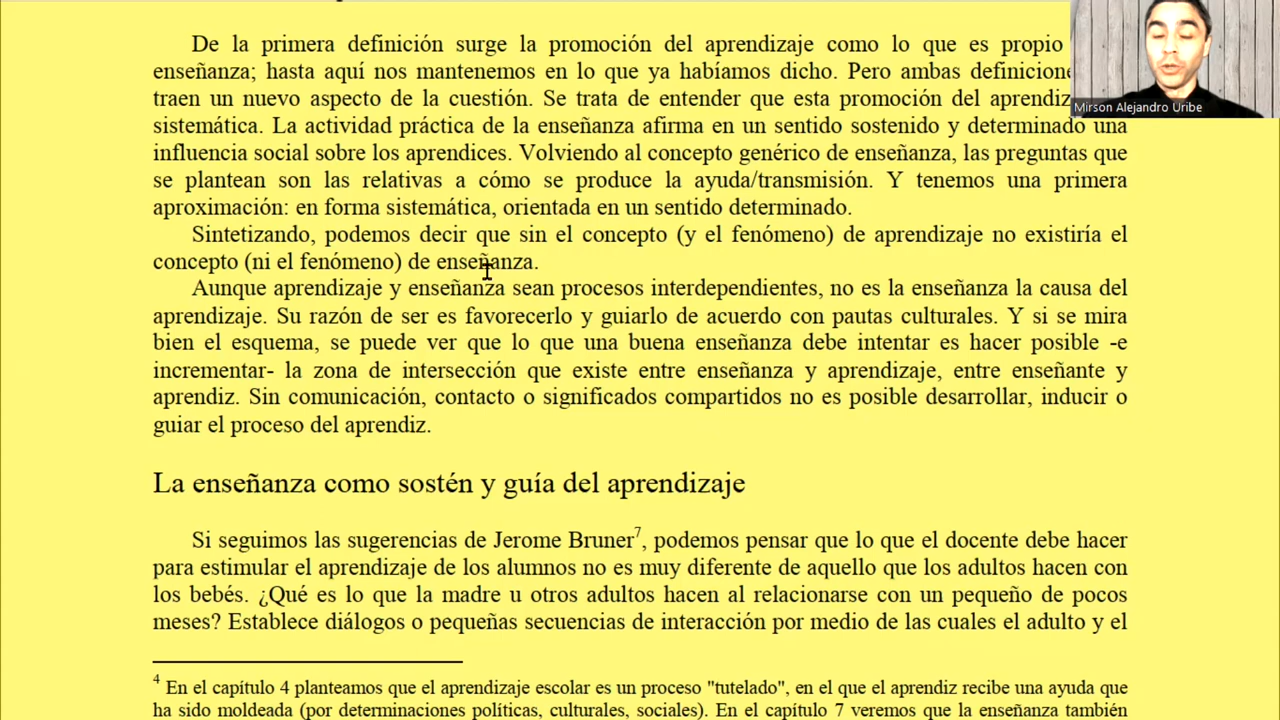 De la primera definición surge la promoción del aprendizaje como lo que es propio
enseñanza; hasta aquí nos mantenemos en lo que ya habíamos dicho. Pero ambas definicione
traen un nuevo aspecto de la cuestión. Se trata de entender que esta promoción del aprendiz
Mirson Alejandro Uribe
sistemática. La actividad práctica de la enseñanza afirma en un sentido sostenido y determinado una
influencia social sobre los aprendices. Volviendo al concepto genérico de enseñanza, las preguntas que
se plantean son las relativas a cómo se produce la ayuda/transmisión. Y tenemos una primera
aproximación: en forma sistemática, orientada en un sentido determinado.
Sintetizando, podemos decir que sin el concepto (y el fenómeno) de aprendizaje no existiría el
concepto (ni el fenómeno) de enseñanza.
Aunque aprendizaje y enseñanza sean procesos interdependientes, no es la enseñanza la causa del
aprendizaje. Su razón de ser es favorecerlo y guiarlo de acuerdo con pautas culturales. Y si se mira
bien el esquema, se puede ver que lo que una buena enseñanza debe intentar es hacer posible -e
incrementar- la zona de intersección que existe entre enseñanza y aprendizaje, entre enseñante y
aprendiz. Sin comunicación, contacto o significados compartidos no es posible desarrollar, inducir o
guiar el proceso del aprendiz.
La enseñanza como sostén y guía del aprendizaje
Si seguimos las sugerencias de Jerome Bruner7, podemos pensar que lo que el docente debe hacer
para estimular el aprendizaje de los alumnos no es muy diferente de aquello que los adultos hacen con
los bebés. ¿Qué es lo que la madre u otros adultos hacen al relacionarse con un pequeño de pocos
meses? Establece diálogos o pequeñas secuencias de interacción por medio de las cuales el adulto y el
4 En el capítulo 4 planteamos que el aprendizaje escolar es un proceso "tutelado", en el que el aprendiz recibe una ayuda que
ha sido moldeada (por determinaciones políticas, culturales, sociales). En el capítulo 7 veremos que la enseñanza también